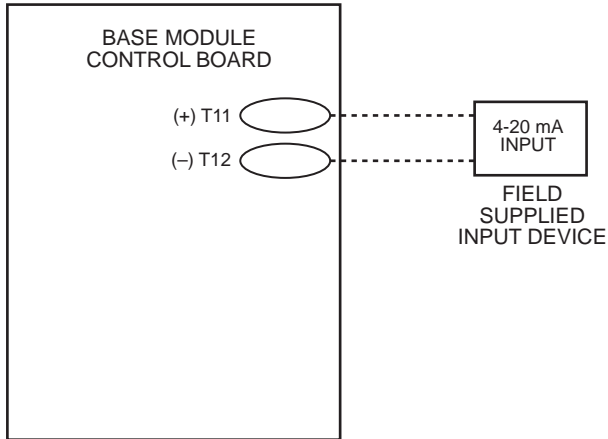 BASE MODULE
CONTROL BOARD
(+) T11
(–) T12
4-20 mA
INPUT
FIELD
SUPPLIED
INPUT DEVICE